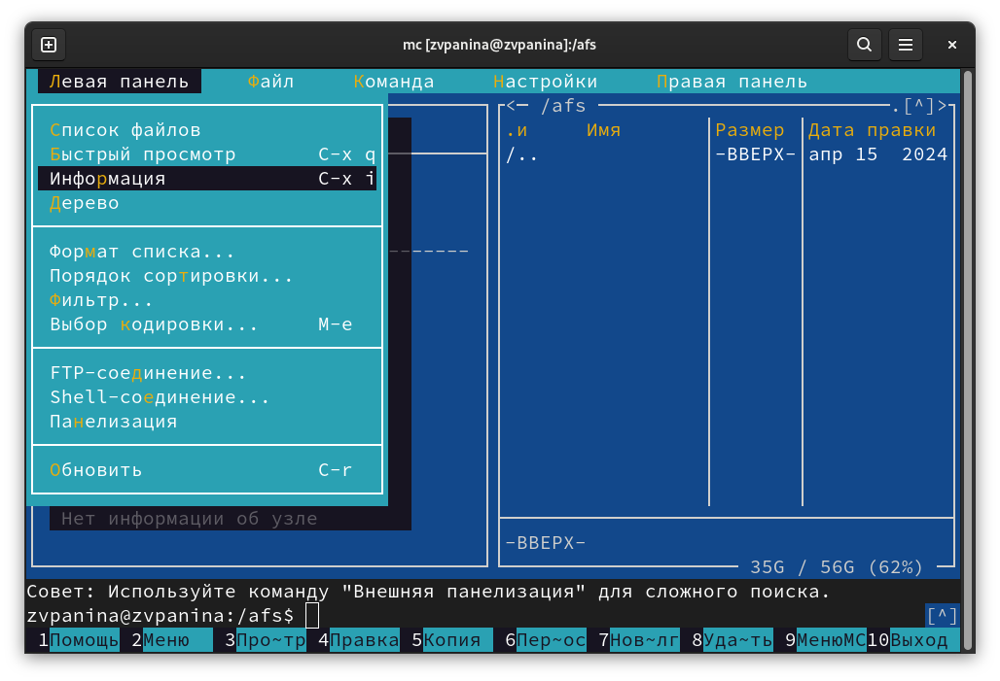 mc [zvpanina@zvpanina]:/afs
Левая панель Файл Команда Настройки Правая панель
<─ /afs .[^]>
Список файлов .и Имя Размер Дата правки
Быстрый просмотр C-x q /.. -ВВЕРХ- апр 15 2024
Информация C-x i
Дерево
Формат списка...
Порядок сортировки...
Фильтр...
Выбор кодировки... M-e
FTP-соединение...
Shell-соединение...
Панелизация
Обновить C-r
Нет информации об узле
-ВВЕРХ-
35G / 56G (62%)
Совет: Используйте команду "Внешняя панелизация" для сложного поиска.
zvpanina@zvpanina:/afs$ [^]
1Помощь 2Меню 3Про~тр 4Правка 5Копия 6Пер~ос 7Нов~лг 8Уда~ть 9МенюMC 10Выход